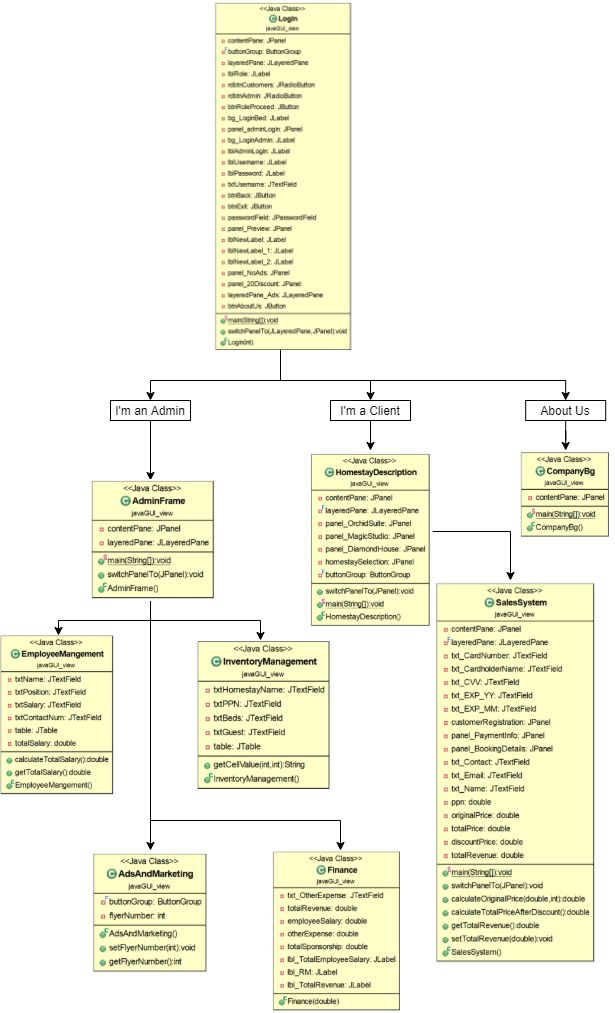 <<Java Class>>
Login
javaGUI_view
contentPane: JPanel
buttonGroup: ButtonGroup
layeredPane: JLayeredPane
lblRole: JLabel
rdbtnCustomers: JRadioButton
rdbtnAdmin: JRadioButton
btnRoleProceed: JButton
bg_LoginBed: JLabel
panel_adminLogin: JPanel
bg_LoginAdmin: JLabel
lblAdminLogin: JLabel
lblUsername: JLabel
lblPassword: JLabel
txtUsername: JTextField
btnBack: JButton
btnExit: JButton
passwordField: JPasswordField
panel_Preview: JPanel
lblNewLabel: JLabel
lblNewLabel_1: JLabel
lblNewLabel_2: JLabel
panel_NoAds: JPanel
panel_20Discount: JPanel
layeredPane_Ads: JLayeredPane
btnAboutUs: JButton
main(String[]):void
switchPanelTo(JLayeredPane,JPanel):void
Login(int)
I'm an Admin
I'm a Client
About Us
<<Java Class>>
AdminFrame
javaGUI_view
contentPane: JPanel
layeredPane: JLayeredPane
main(String[]):void
switchPanelTo(JPanel):void
AdminFrame()
<<Java Class>>
HomestayDescription
javaGUI_view
contentPane: JPanel
layeredPane: JLayeredPane
panel_OrchidSuite: JPanel
panel_MagicStudio: JPanel
panel_DiamondHouse: JPanel
homestaySelection: JPanel
buttonGroup: ButtonGroup
switchPanelTo(JPanel):void
main(String[]):void
HomestayDescription()
<<Java Class>>
CompanyBg
javaGUI_view
contentPane: JPanel
main(String[]):void
CompanyBg()
<<Java Class>>
EmployeeMangement
javaGUI_view
txtName: JTextField
txtPosition: JTextField
txtSalary: JTextField
txtContactNum: JTextField
table: JTable
totalSalary: double
calculateTotalSalary():double
getTotalSalary():double
EmployeeMangement()
<<Java Class>>
InventoryManagement
javaGUI_view
txtHomestayName: JTextField
txtPPN: JTextField
txtBeds: JTextField
txtGuest: JTextField
table: JTable
getCellValue(int,int):String
InventoryManagement()
<<Java Class>>
SalesSystem
javaGUI_view
contentPane: JPanel
layeredPane: JLayeredPane
txt_CardNumber: JTextField
txt_CardholderName: JTextField
txt_CVV: JTextField
txt_EXP_YY: JTextField
txt_EXP_MM: JTextField
customerRegistration: JPanel
panel_PaymentInfo: JPanel
panel_BookingDetails: JPanel
txt_Contact: JTextField
txt_Email: JTextField
txt_Name: JTextField
ppn: double
originalPrice: double
totalPrice: double
discountPrice: double
totalRevenue: double
main(String[]):void
switchPanelTo(JPanel):void
calculateOriginalPrice(double,int):double
calculateTotalPriceAfterDiscount():double
getTotalRevenue():double
setTotalRevenue(double):void
SalesSystem()
<<Java Class>>
AdsAndMarketing
javaGUI_view
buttonGroup: ButtonGroup
flyerNumber: int
AdsAndMarketing()
setFlyerNumber(int):void
getFlyerNumber():int
<<Java Class>>
Finance
javaGUI_view
txt_OtherExpense: JTextField
totalRevenue: double
employeeSalary: double
otherExpense: double
totalSponsorship: double
lbl_TotalEmployeeSalary: JLabel
lbl_RM: JLabel
lbl_TotalRevenue: JLabel
Finance(double)